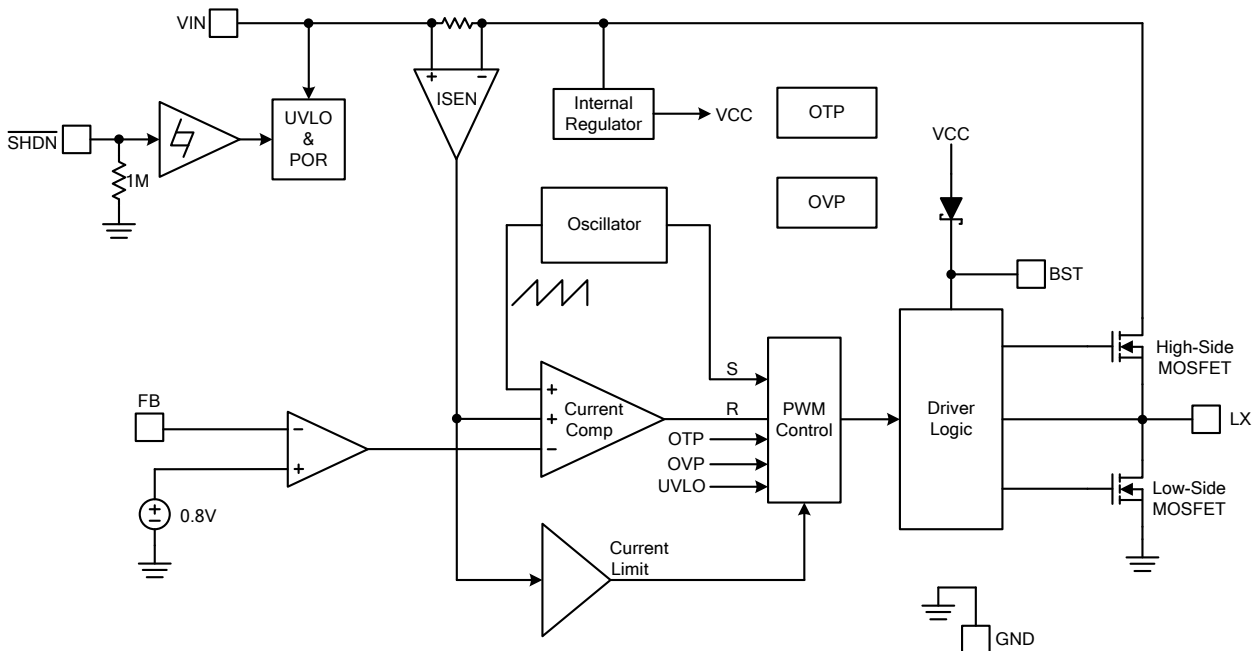 VIN
+ −
ISEN
Internal
Regulator
VCC
OTP
SHDN
UVLO
&
POR
1M
VCC
Oscillator
OVP
BST
High-Side
MOSFET
S
+
FB
Current
Comp
+
R
PWM
Control
Driver
Logic
LX
−
−
OTP
+
OVP
UVLO
Low-Side
MOSFET
+
−
0.8V
Current
Limit
GND